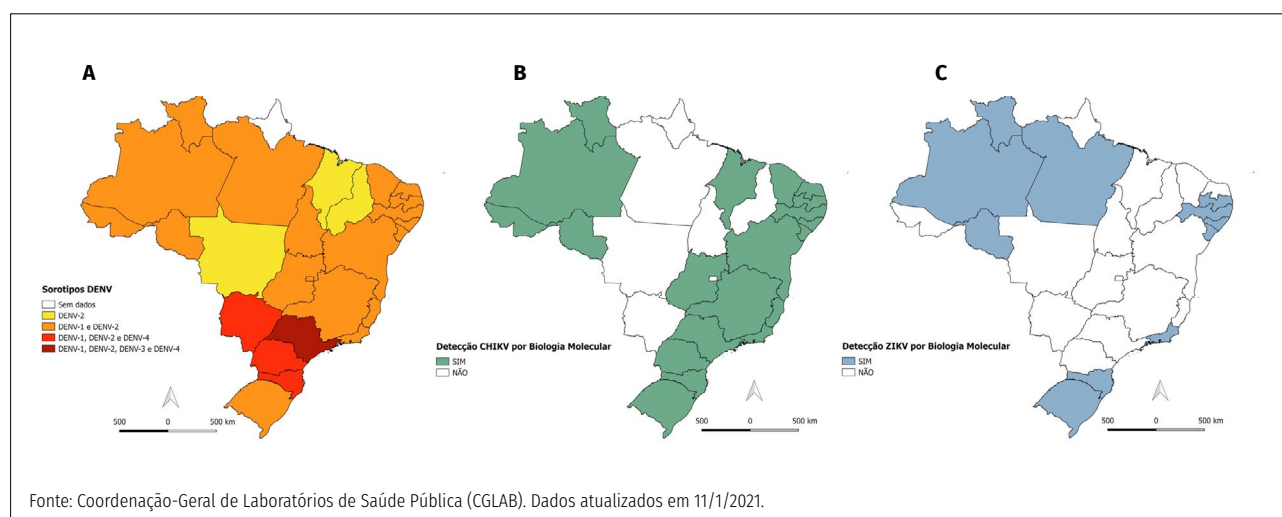 A
B
C
Sorotipos DENV
Sem dados
DENV-2
DENV-1 e DENV-2
DENV-1, DENV-2 e DENV-4
DENV-1, DENV-2, DENV-3 e DENV-4
500 0 500 km
Detecção CHIKV por Biologia Molecular
SIM
NÃO
500 0 500 km
Detecção ZIKV por Biologia Molecular
SIM
NÃO
500 0 500 km
Fonte: Coordenação-Geral de Laboratórios de Saúde Pública (CGLAB). Dados atualizados em 11/1/2021.